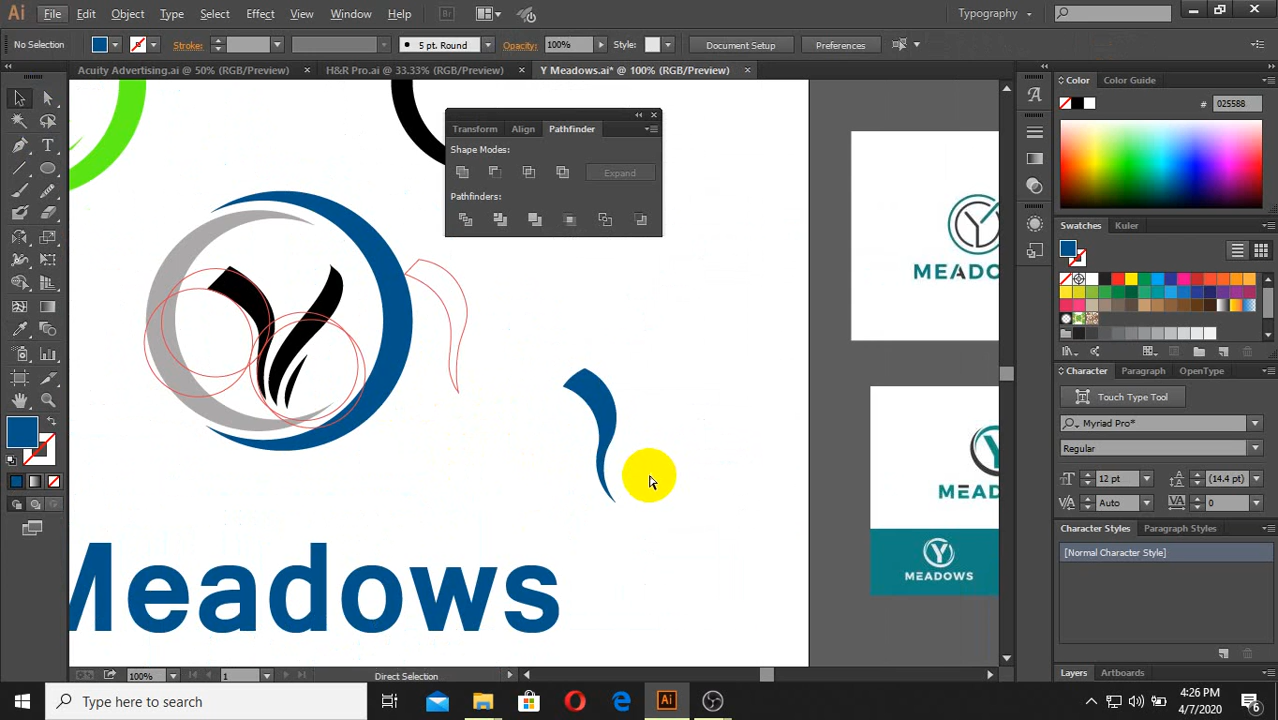 Ai File Edit Object Type Select Effect View Window Help Br Typography
No Selection Stroke: 5 pt. Round Opacity: 100% Style: Document Setup Preferences
Acuity Advertising.ai @ 50% (RGB/Preview) × H&R Pro.ai @ 33.33% (RGB/Preview) × Y Meadows.ai* @ 100% (RGB/Preview) ×
Color Color Guide
# 025588
Transform Align Pathfinder
Shape Modes:
Expand
Pathfinders:
Swatches Kuler
MEADO
Character Paragraph OpenType
Touch Type Tool
Myriad Pro*
Regular
12 pt (14.4 pt)
Auto 0
MEAD
Character Styles Paragraph Styles
[Normal Character Style]
Y
MEADOWS
Meadows
100% 1 Direct Selection
Layers Artboards
Type here to search
Ai
4:26 PM
4/7/2020
6